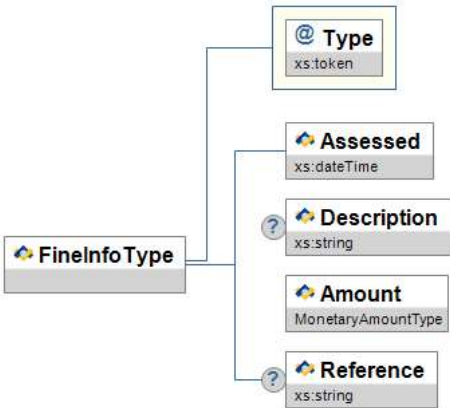 @ Type
xs:token
Assessed
xs:dateTime
? Description
xs:string
FineInfoType
Amount
MonetaryAmountType
? Reference
xs:string